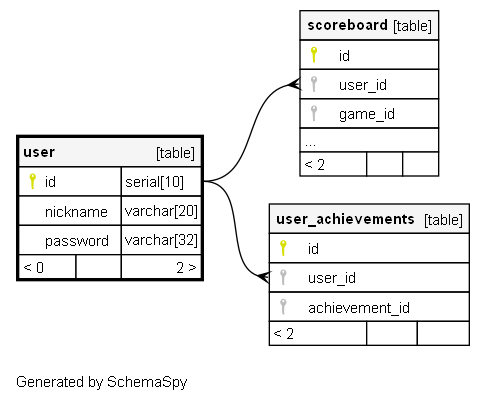 scoreboard [table]
id
user_id
game_id
...
< 2
user [table]
id serial[10]
nickname varchar[20]
password varchar[32]
< 0 2 >
user_achievements [table]
id
user_id
achievement_id
< 2
Generated by SchemaSpy